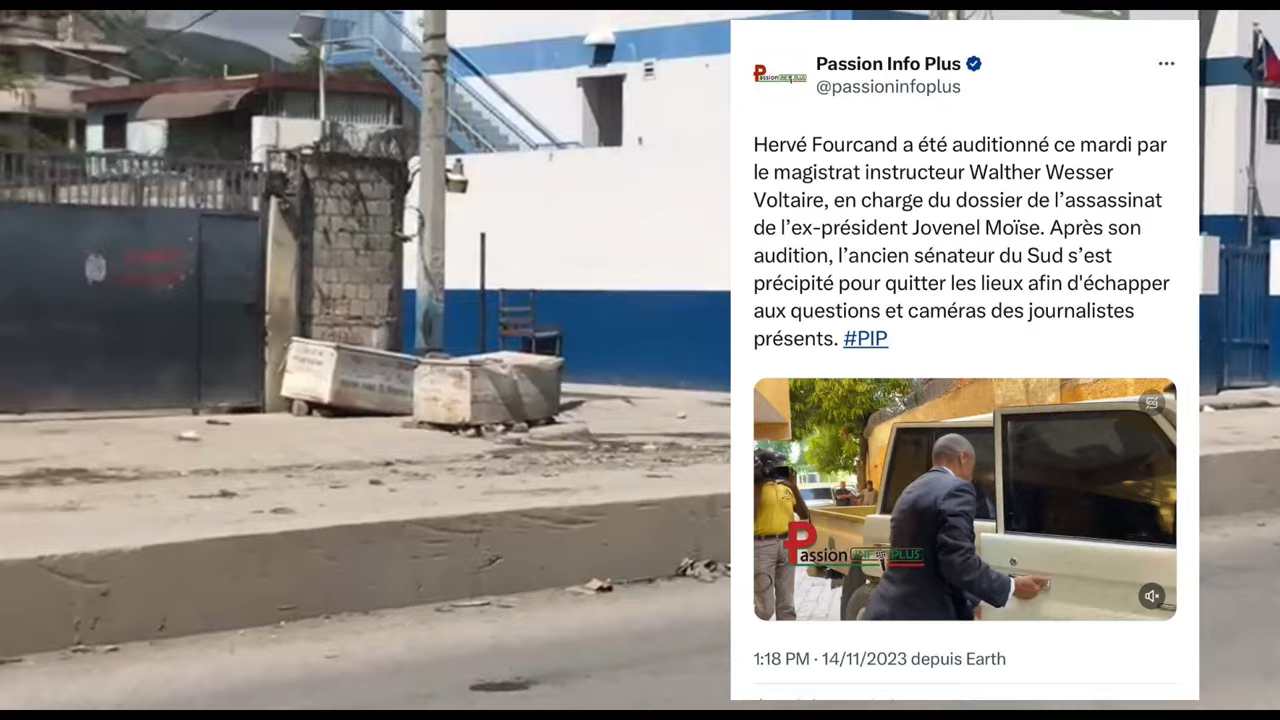 Passion Info Plus
@passioninfoplus
Hervé Fourcand a été auditionné ce mardi par
le magistrat instructeur Walther Wesser
Voltaire, en charge du dossier de l’assassinat
de l’ex-président Jovenel Moïse. Après son
audition, l’ancien sénateur du Sud s’est
précipité pour quitter les lieux afin d'échapper
aux questions et caméras des journalistes
présents. #PIP
Passion INFO PLUS
1:18 PM · 14/11/2023 depuis Earth